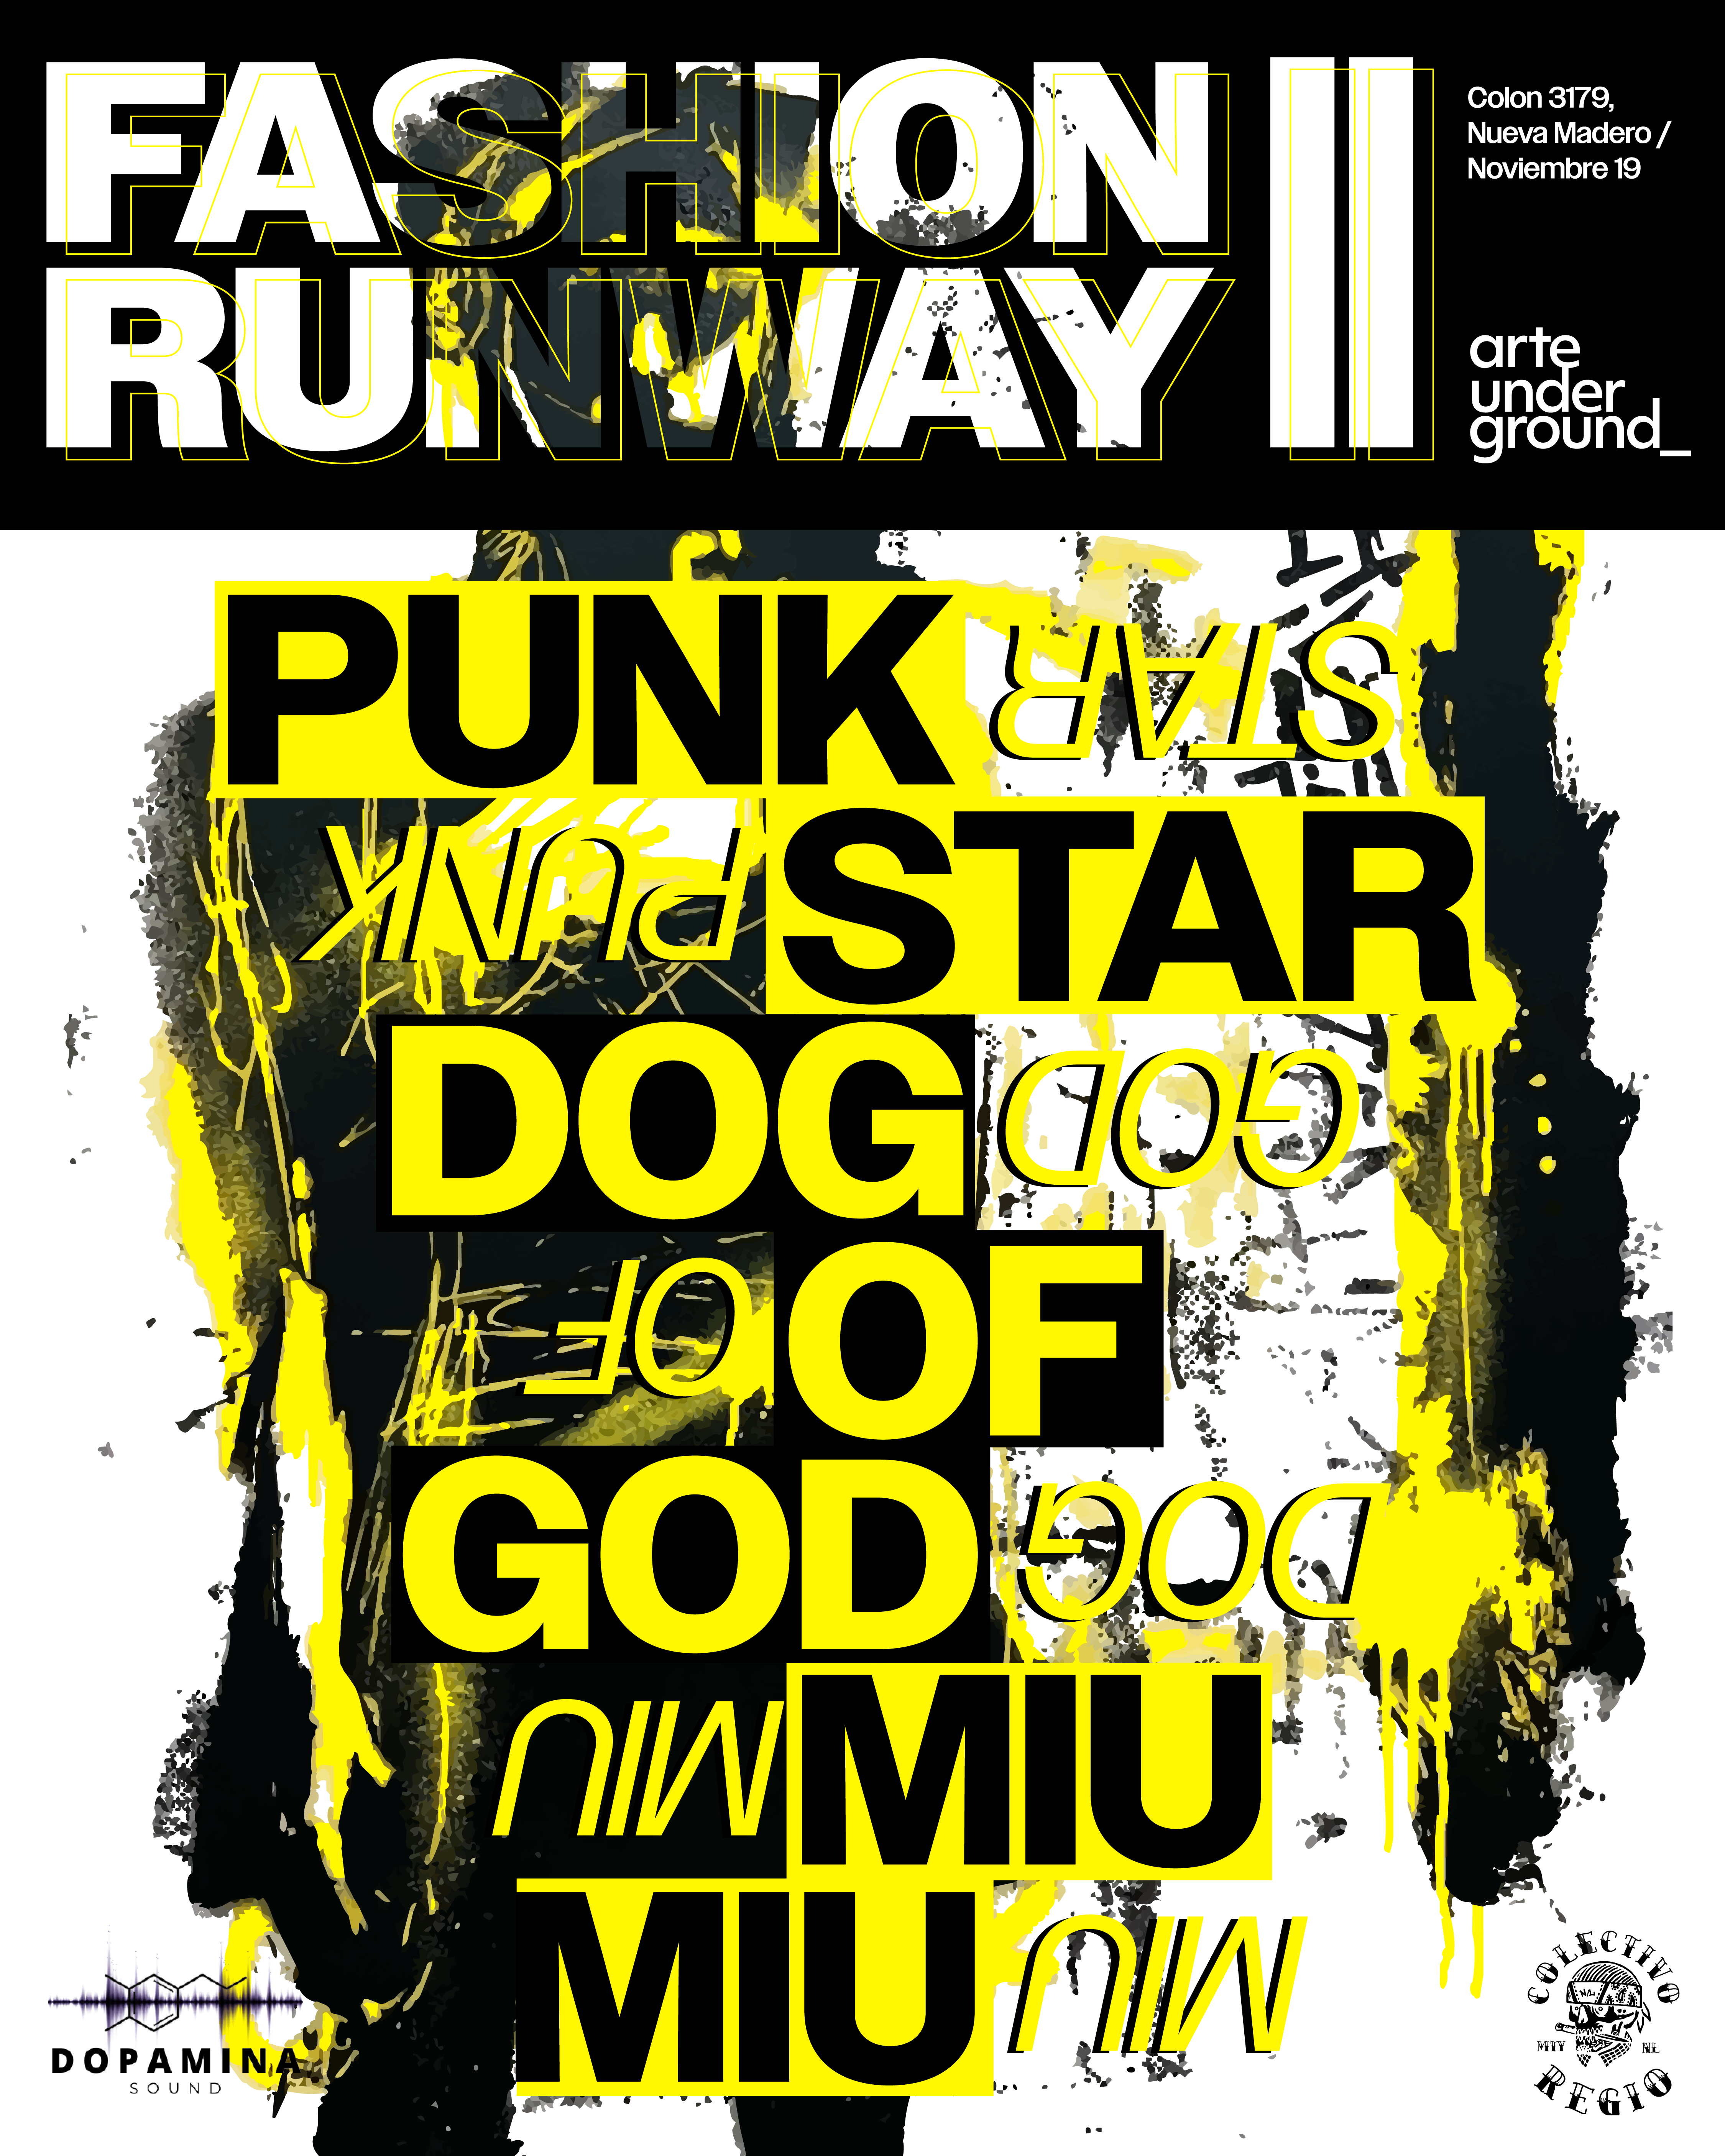 FASHION
RUNWAY II
Colon 3179,
Nueva Madero /
Noviembre 19
arte
under
ground_
PUNK STAR
PUNK STAR
DOG GOD
OF OF
GOD DOG
MIU MIU
MIU MIU
DOPAMINA
SOUND
COLECTIVO
MTY NL
REGIO